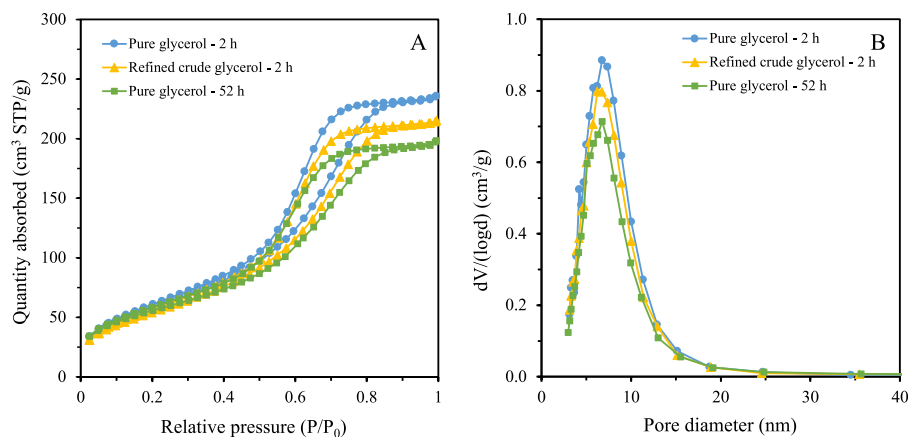 A
Pure glycerol - 2 h
Refined crude glycerol - 2 h
Pure glycerol - 52 h
Quantity absorbed (cm³ STP/g)
300
250
200
150
100
50
0
0 0.2 0.4 0.6 0.8 1
Relative pressure (P/P₀)
B
Pure glycerol - 2 h
Refined crude glycerol - 2 h
Pure glycerol - 52 h
dV/(logd) (cm³/g)
1.0
0.8
0.6
0.4
0.2
0.0
0 10 20 30 40
Pore diameter (nm)